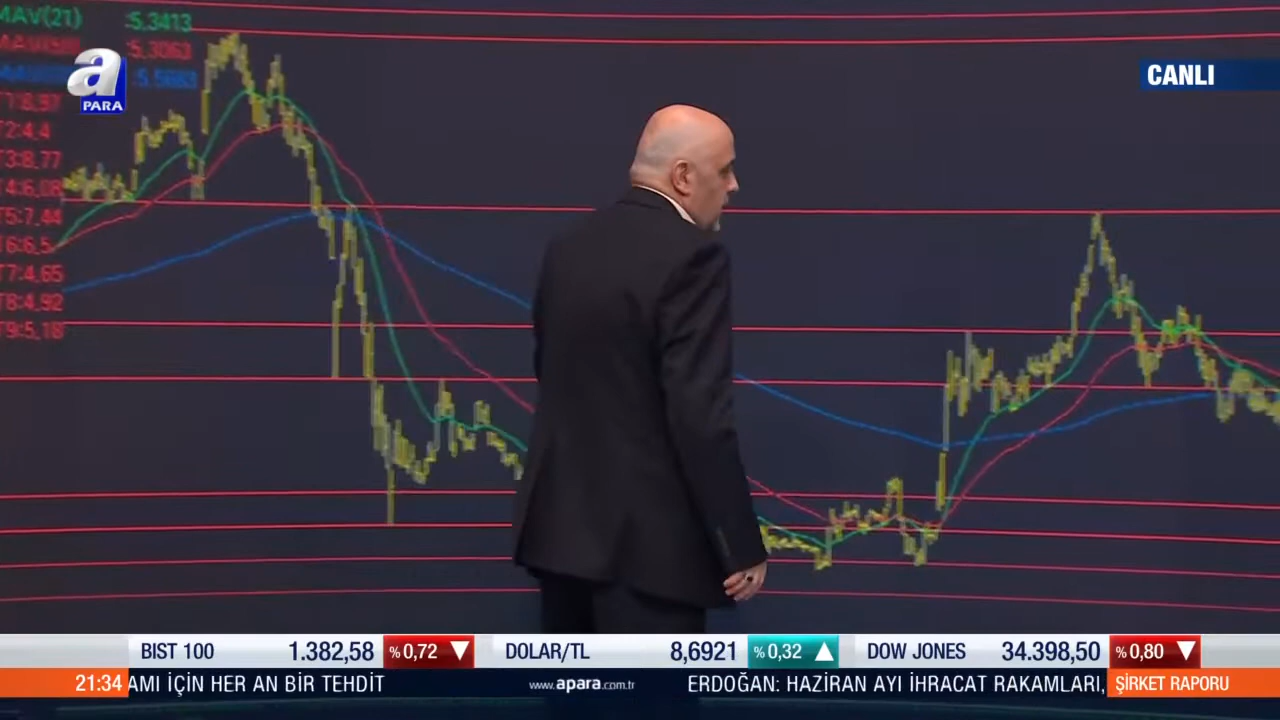 MAV(21) :5.3413
:5.3063
:5.5683
a
PARA
CANLI
T2:4.4
T3:8.77
T4:6.08
T5:7.44
T6:6.5
T7:4.65
T8:4.92
T9:5.18
BIST 100 1.382,58 %0,72 DOLAR/TL 8,6921 %0,32 DOW JONES 34.398,50 %0,80
21:34 AMI İÇİN HER AN BİR TEHDİT www.apara.com.tr ERDOĞAN: HAZİRAN AYI İHRACAT RAKAMLARI, ŞİRKET RAPORU